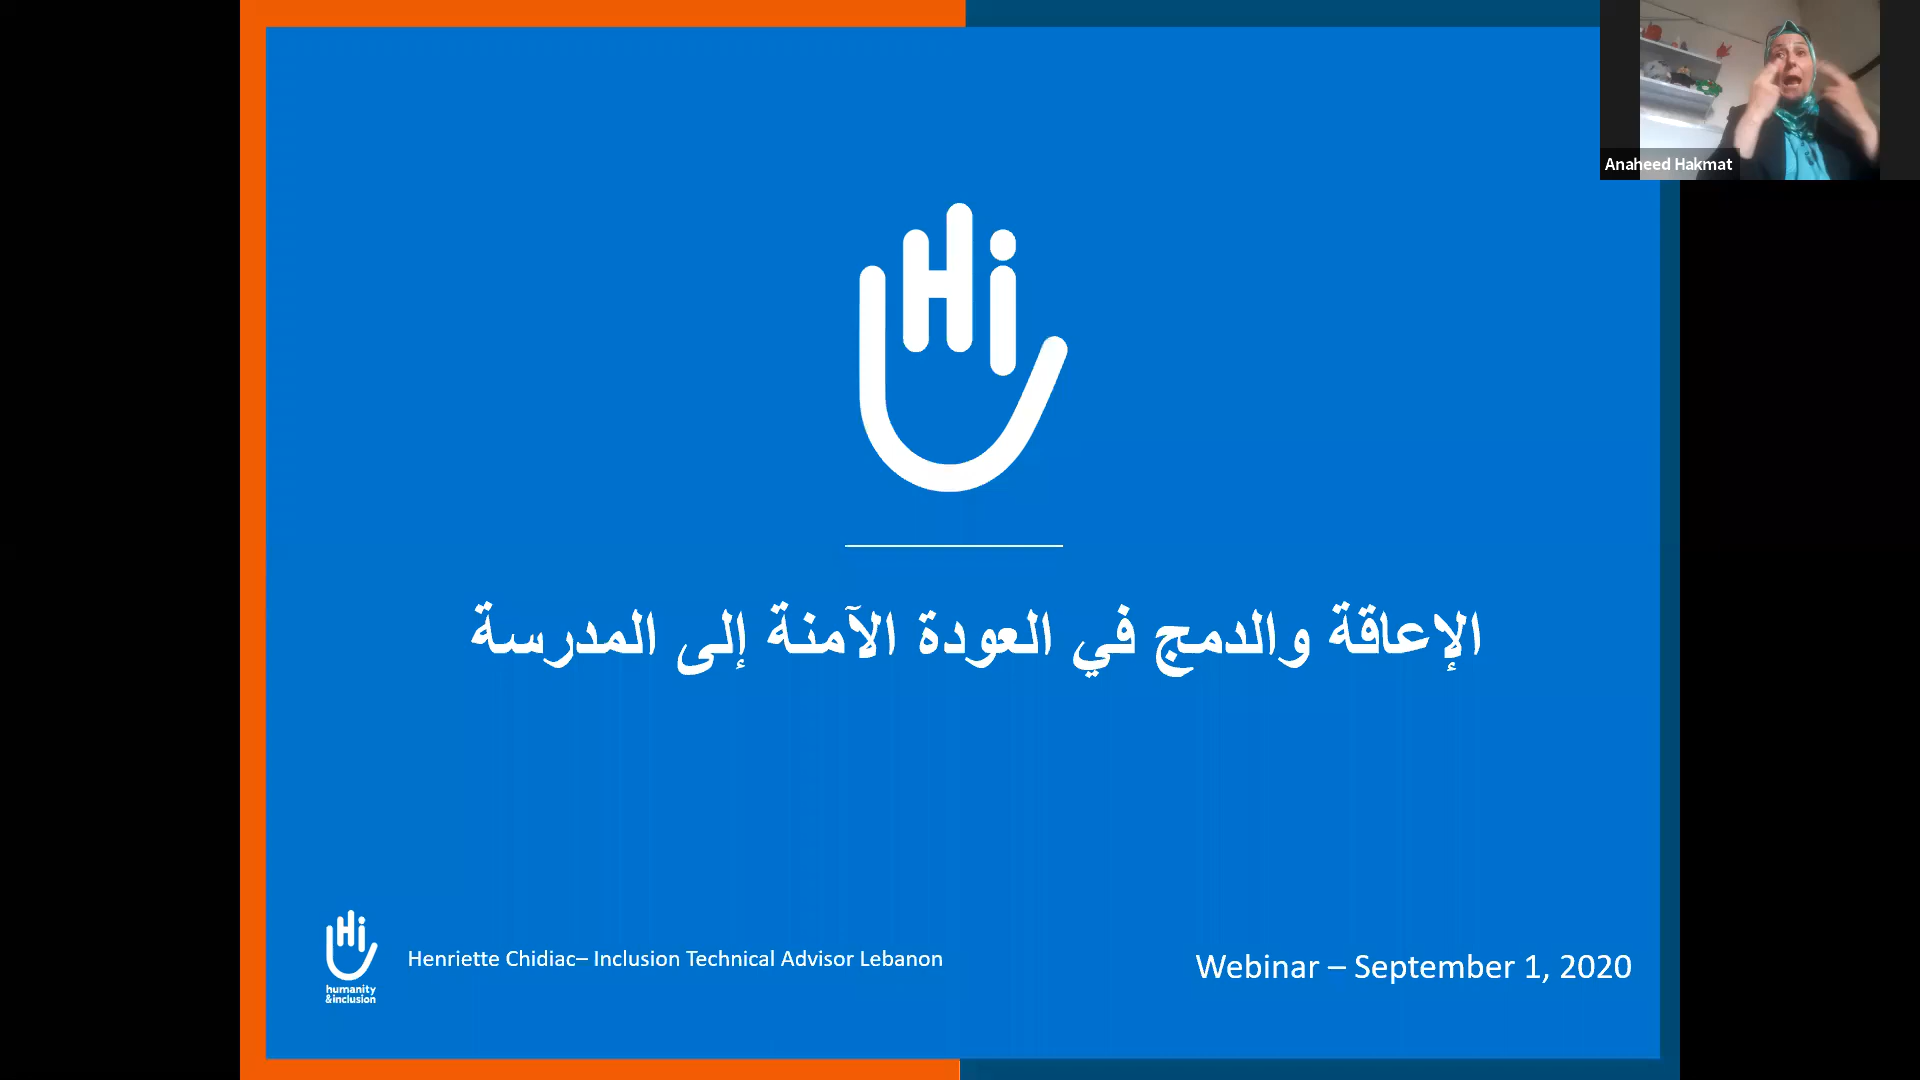 Anaheed Hakmat
Hi
الإعاقة والدمج في العودة الآمنة إلى المدرسة
Hi
humanity
&inclusion
Henriette Chidiac– Inclusion Technical Advisor Lebanon
Webinar – September 1, 2020